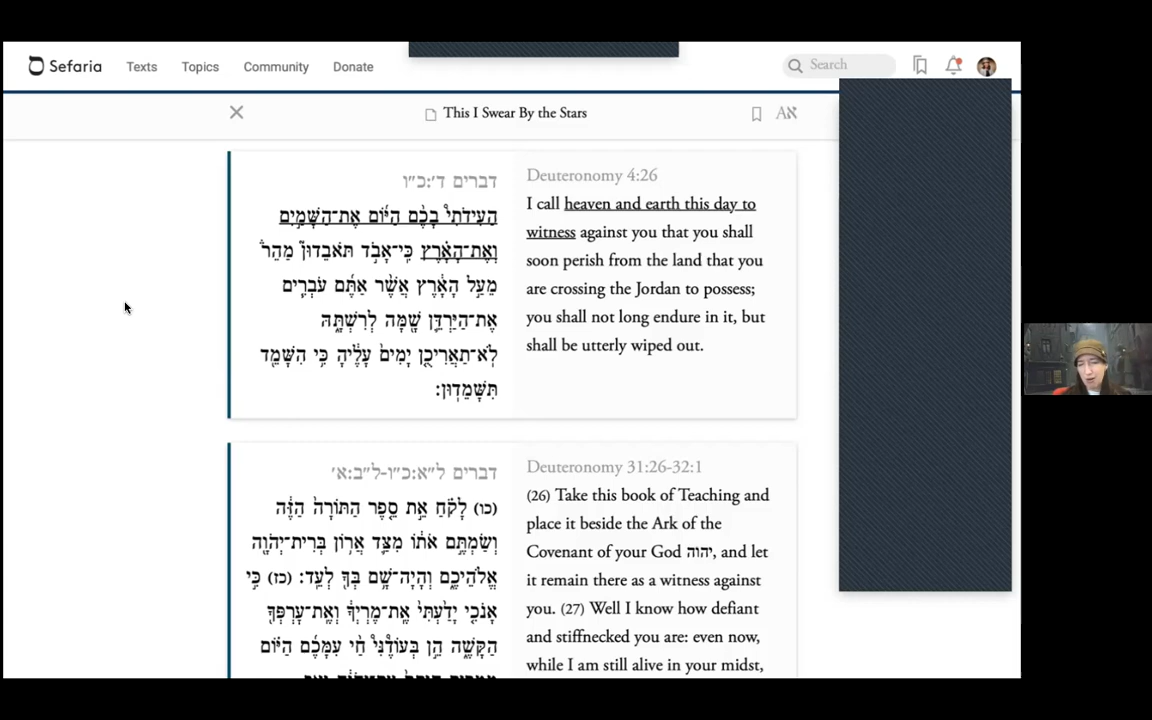 Sefaria
Texts
Topics
Community
Donate
Search
This I Swear By the Stars
אA
דברים ד׳:כ״ו
הַעִידֹתִי֩ בָכֶ֨ם הַיּ֜וֹם אֶת־הַשָּׁמַ֣יִם
וְאֶת־הָאָ֗רֶץ כִּֽי־אָבֹ֣ד תֹּאבֵדוּן֮ מַהֵר֒
מֵעַ֣ל הָאָ֔רֶץ אֲשֶׁ֨ר אַתֶּ֜ם עֹבְרִ֧ים
אֶת־הַיַּרְדֵּ֛ן שָׁ֖מָּה לְרִשְׁתָּ֑הּ
לֹֽא־תַאֲרִיכֻ֤ן יָמִים֙ עָלֶ֔יהָ כִּ֥י הִשָּׁמֵ֖ד
תִּשָּׁמֵדֽוּן׃
Deuteronomy 4:26
I call heaven and earth this day to
witness against you that you shall
soon perish from the land that you
are crossing the Jordan to possess;
you shall not long endure in it, but
shall be utterly wiped out.
דברים ל״א:כ״ו-ל״ב:א׳
(כו) לָקֹ֗חַ אֵ֣ת סֵ֤פֶר הַתּוֹרָה֙ הַזֶּ֔ה
וְשַׂמְתֶּ֣ם אֹת֔וֹ מִצַּ֛ד אֲר֥וֹן בְּרִית־יְהֹוָ֖ה
אֱלֹהֵיכֶ֑ם וְהָֽיָה־שָׁ֥ם בְּךָ֖ לְעֵֽד׃ (כז) כִּ֣י
אָנֹכִ֤י יָדַ֙עְתִּי֙ אֶֽת־מֶרְיְךָ֔ וְאֶֽת־עׇרְפְּךָ֖
הַקָּשֶׁ֑ה הֵ֣ן בְּעוֹדֶ֩נִּי֩ חַ֨י עִמָּכֶ֜ם הַיּ֗וֹם
Deuteronomy 31:26-32:1
(26) Take this book of Teaching and
place it beside the Ark of the
Covenant of your God יהוה, and let
it remain there as a witness against
you. (27) Well I know how defiant
and stiffnecked you are: even now,
while I am still alive in your midst,